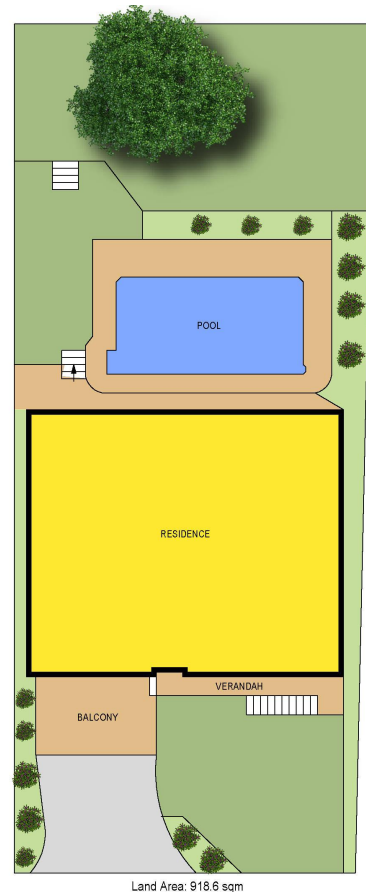 POOL
RESIDENCE
VERANDAH
BALCONY
Land Area: 918.6 sqm